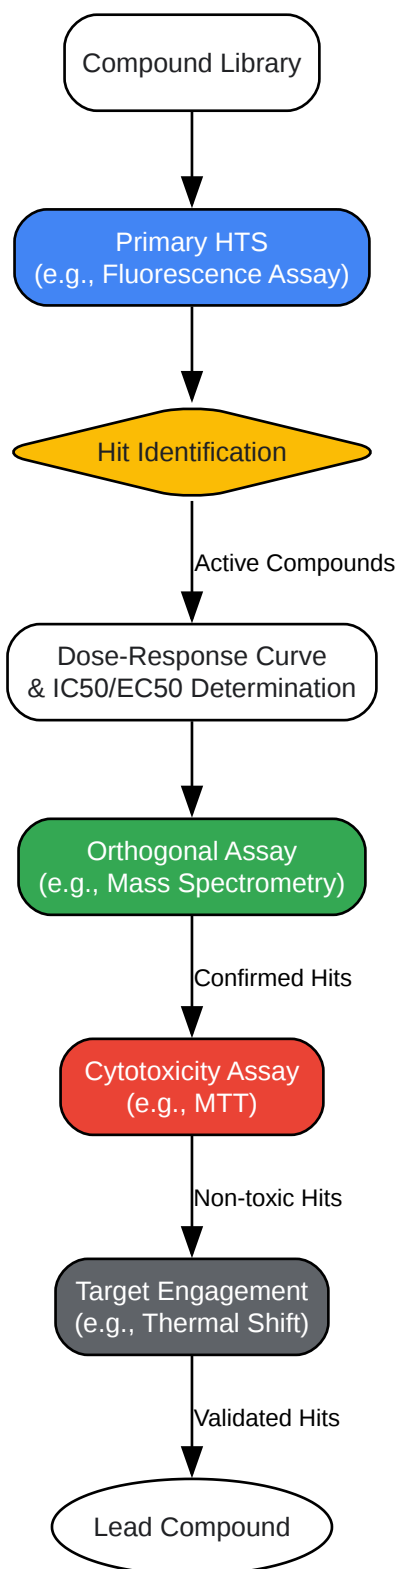 Compound Library
Primary HTS
(e.g., Fluorescence Assay)
Hit Identification
Active Compounds
Dose-Response Curve
& IC50/EC50 Determination
Orthogonal Assay
(e.g., Mass Spectrometry)
Confirmed Hits
Cytotoxicity Assay
(e.g., MTT)
Non-toxic Hits
Target Engagement
(e.g., Thermal Shift)
Validated Hits
Lead Compound